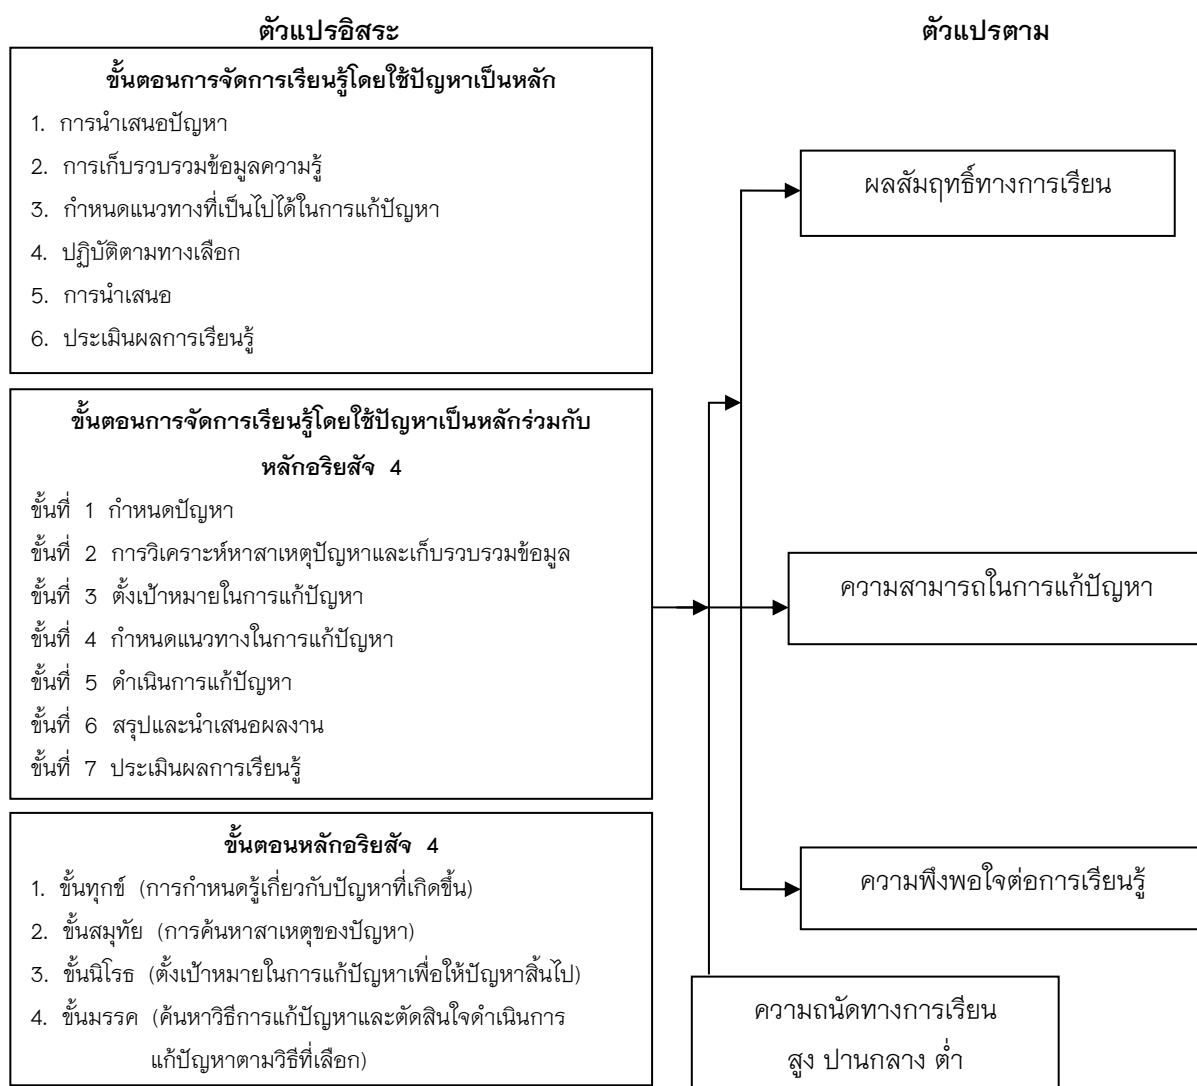 ตัวแปรอิสระ
ขั้นตอนการจัดการเรียนรู้โดยใช้ปัญหาเป็นหลัก
1. การนำเสนอปัญหา
2. การเก็บรวบรวมข้อมูลความรู้
3. กำหนดแนวทางที่เป็นไปได้ในการแก้ปัญหา
4. ปฏิบัติตามทางเลือก
5. การนำเสนอ
6. ประเมินผลการเรียนรู้
ขั้นตอนการจัดการเรียนรู้โดยใช้ปัญหาเป็นหลักร่วมกับ
หลักอริยสัจ 4
ขั้นที่ 1 กำหนดปัญหา
ขั้นที่ 2 การวิเคราะห์หาสาเหตุปัญหาและเก็บรวบรวมข้อมูล
ขั้นที่ 3 ตั้งเป้าหมายในการแก้ปัญหา
ขั้นที่ 4 กำหนดแนวทางในการแก้ปัญหา
ขั้นที่ 5 ดำเนินการแก้ปัญหา
ขั้นที่ 6 สรุปและนำเสนอผลงาน
ขั้นที่ 7 ประเมินผลการเรียนรู้
ขั้นตอนหลักอริยสัจ 4
1. ขั้นทุกข์ (การกำหนดรู้เกี่ยวกับปัญหาที่เกิดขึ้น)
2. ขั้นสมุทัย (การค้นหาสาเหตุของปัญหา)
3. ขั้นนิโรธ (ตั้งเป้าหมายในการแก้ปัญหาเพื่อให้ปัญหาสิ้นไป)
4. ขั้นมรรค (ค้นหาวิธีการแก้ปัญหาและตัดสินใจดำเนินการ
แก้ปัญหาตามวิธีที่เลือก)
ตัวแปรตาม
ผลสัมฤทธิ์ทางการเรียน
ความสามารถในการแก้ปัญหา
ความพึงพอใจต่อการเรียนรู้
ความถนัดทางการเรียน
สูง ปานกลาง ต่ำ